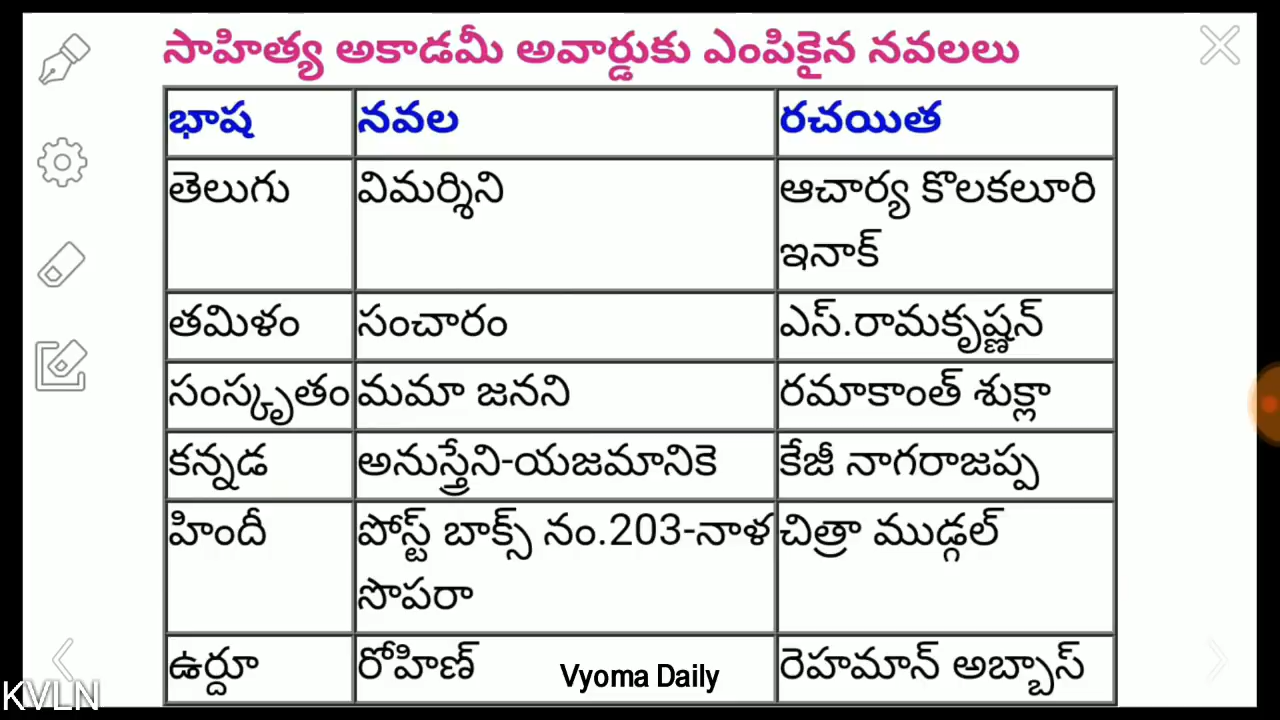 సాహిత్య అకాడమీ అవార్డుకు ఎంపికైన నవలలు
భాష నవల రచయిత
తెలుగు విమర్శిని ఆచార్య కొలకలూరి
ఇనాక్
తమిళం సంచారం ఎస్.రామకృష్ణన్
సంస్కృతం మమా జనని రమాకాంత్ శుక్లా
కన్నడ అనుస్త్రేని-యజమానికె కేజీ నాగరాజప్ప
హిందీ పోస్ట్ బాక్స్ నం.203-నాళ చిత్రా ముడ్గల్
సొపరా
ఉర్దూ రోహిణ్ రెహమాన్ అబ్బాస్
Vyoma Daily
KVLN